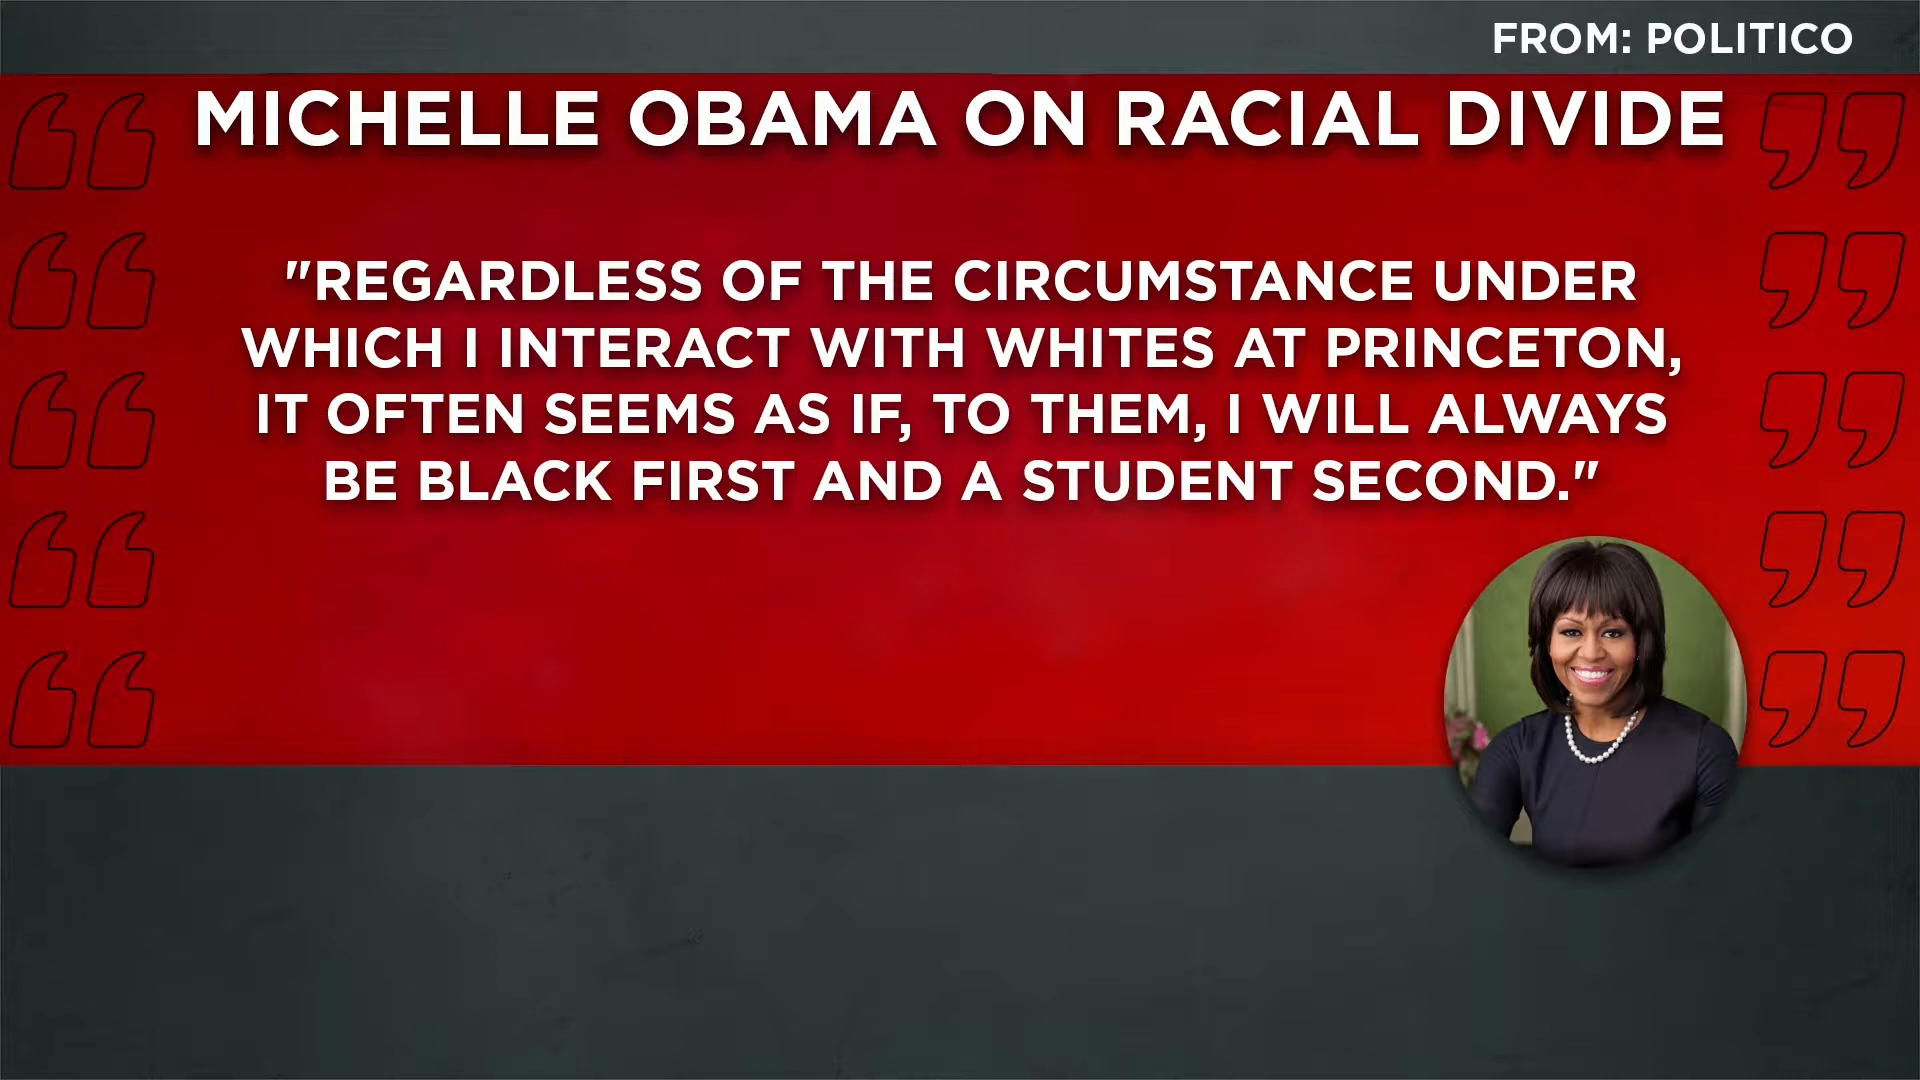 FROM: POLITICO
MICHELLE OBAMA ON RACIAL DIVIDE
"REGARDLESS OF THE CIRCUMSTANCE UNDER
WHICH I INTERACT WITH WHITES AT PRINCETON,
IT OFTEN SEEMS AS IF, TO THEM, I WILL ALWAYS
BE BLACK FIRST AND A STUDENT SECOND."